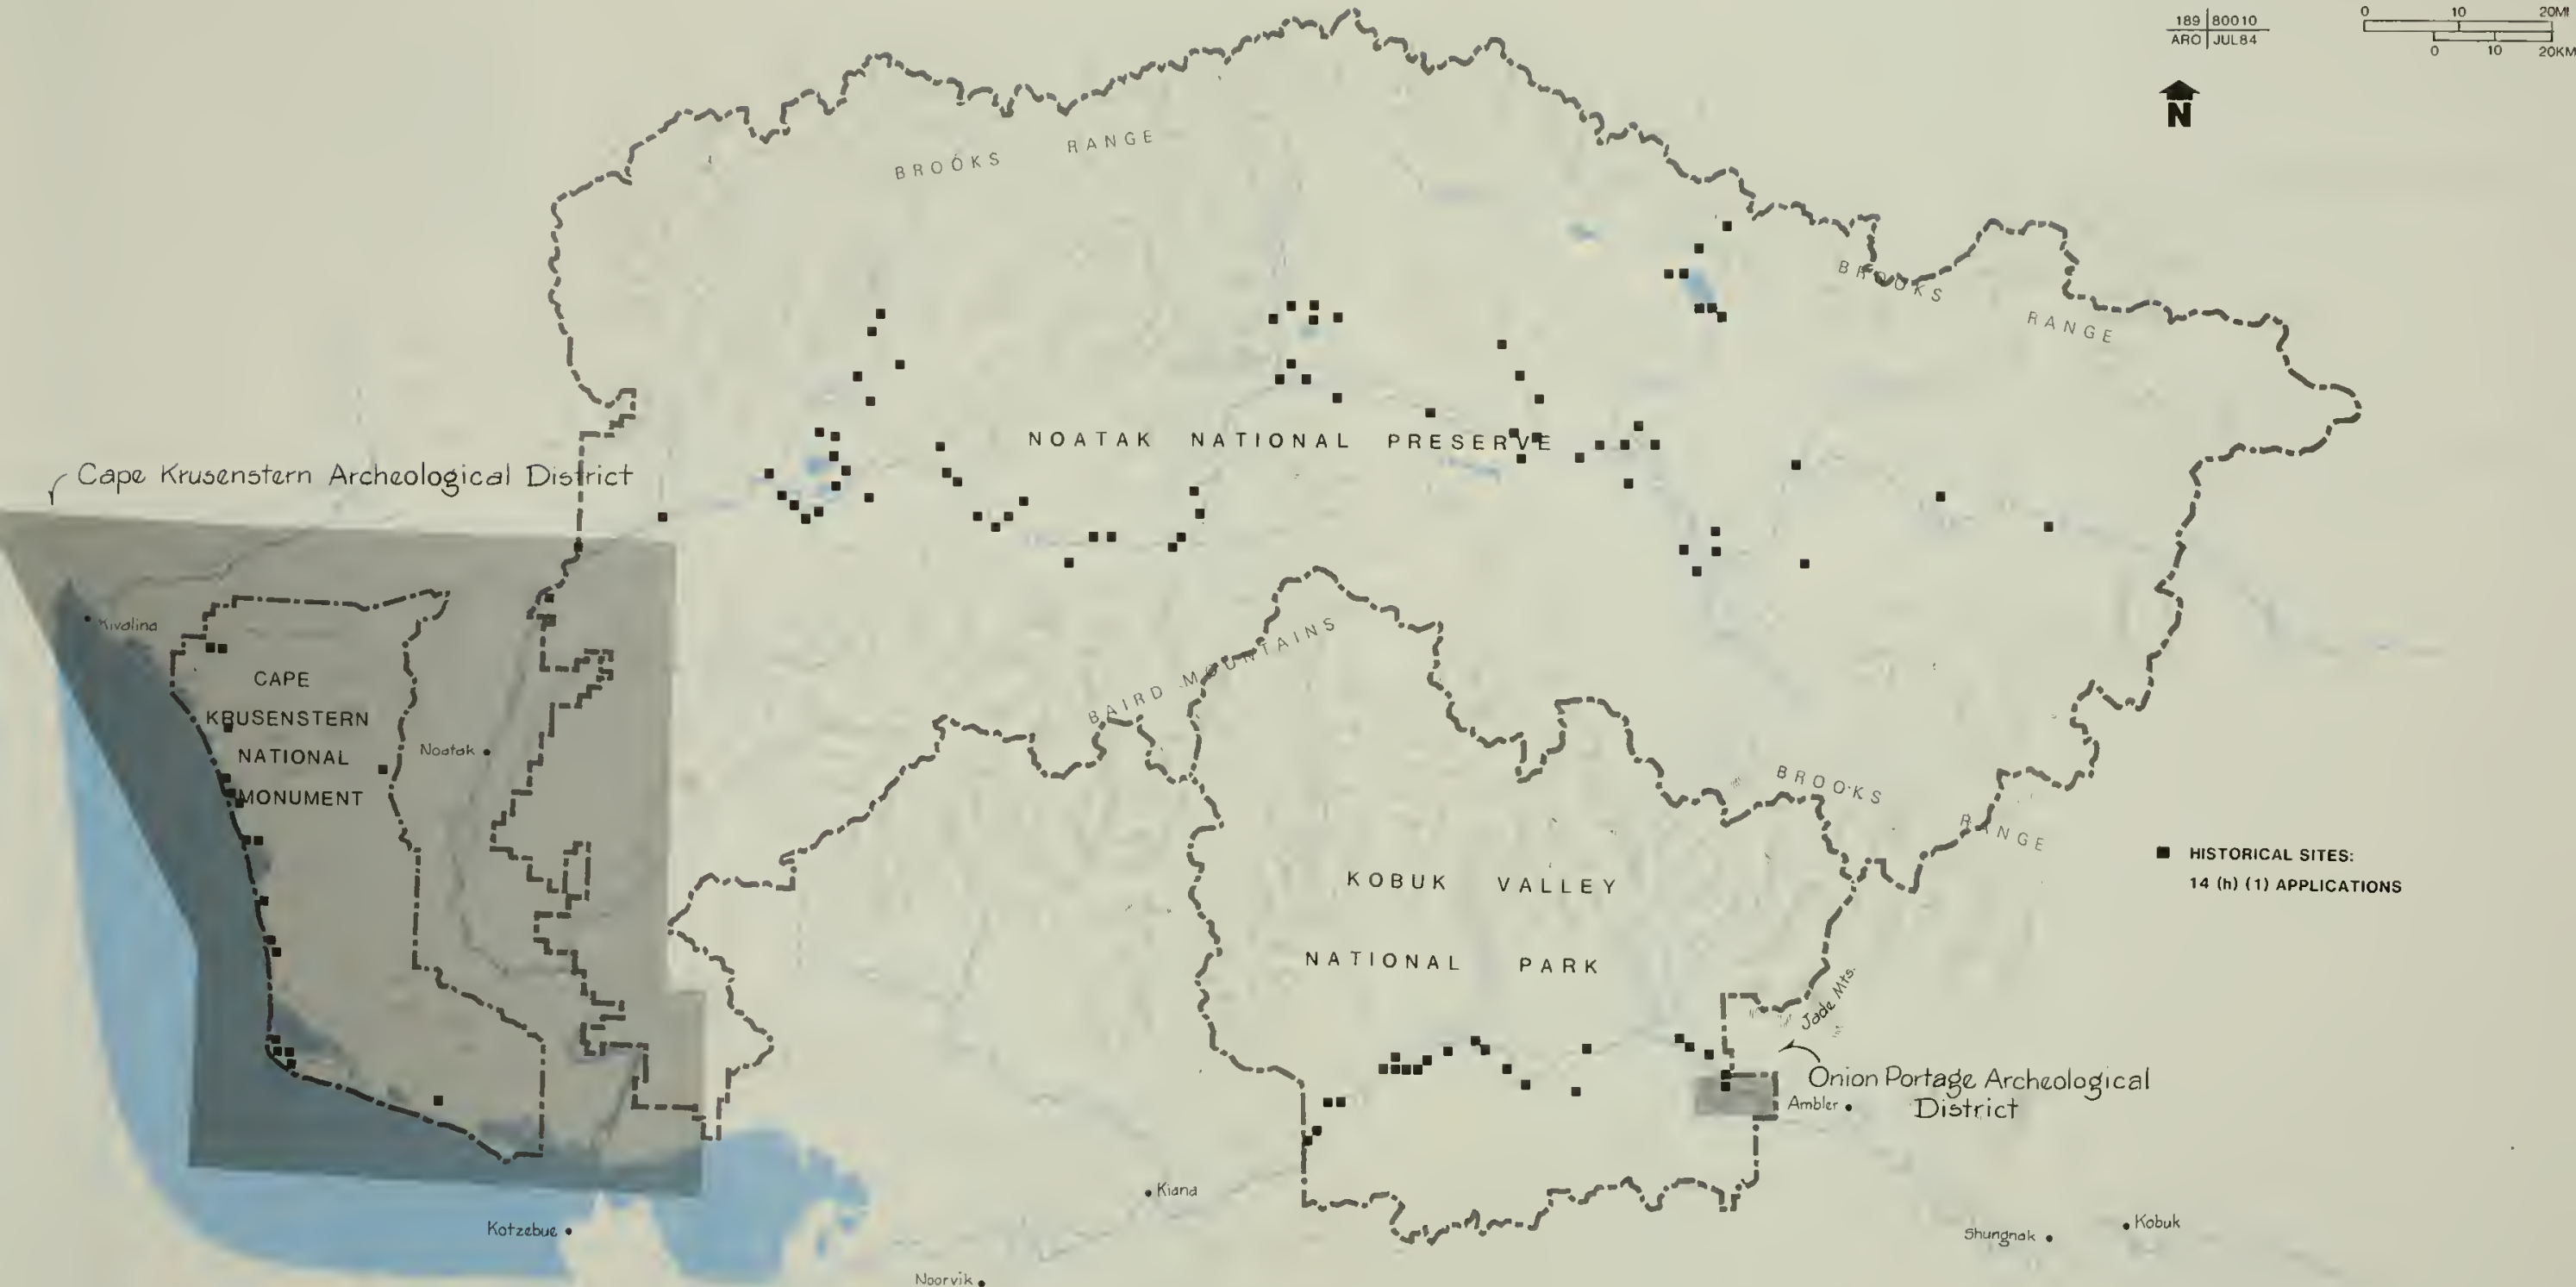 189 80010
ARO JUL84
0 10 20MI
0 10 20KM
N
BROOKS RANGE
BROOKS RANGE
NOATAK NATIONAL PRESERVE
Cape Krusenstern Archeological District
Kivalina
CAPE
KRUSENSTERN
NATIONAL
MONUMENT
Noatak
BAIRD MOUNTAINS
BROOKS RANGE
HISTORICAL SITES:
14 (h) (1) APPLICATIONS
KOBUK VALLEY
NATIONAL PARK
Jade Mts.
Onion Portage Archeological
District
Ambler
Kiana
Kotzebue
Shungnak
Kobuk
Noorvik